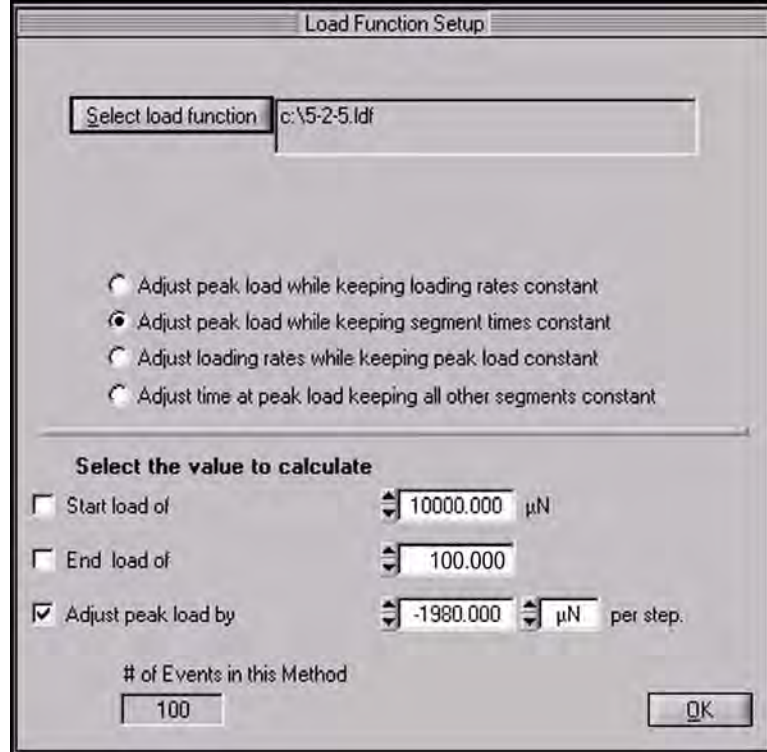 Load Function Setup
Select load function c:\5-2-5.ldf
Adjust peak load while keeping loading rates constant
Adjust peak load while keeping segment times constant
Adjust loading rates while keeping peak load constant
Adjust time at peak load keeping all other segments constant
Select the value to calculate
Start load of 10000.000 µN
End load of 100.000
Adjust peak load by -1980.000 µN per step.
# of Events in this Method
100 OK